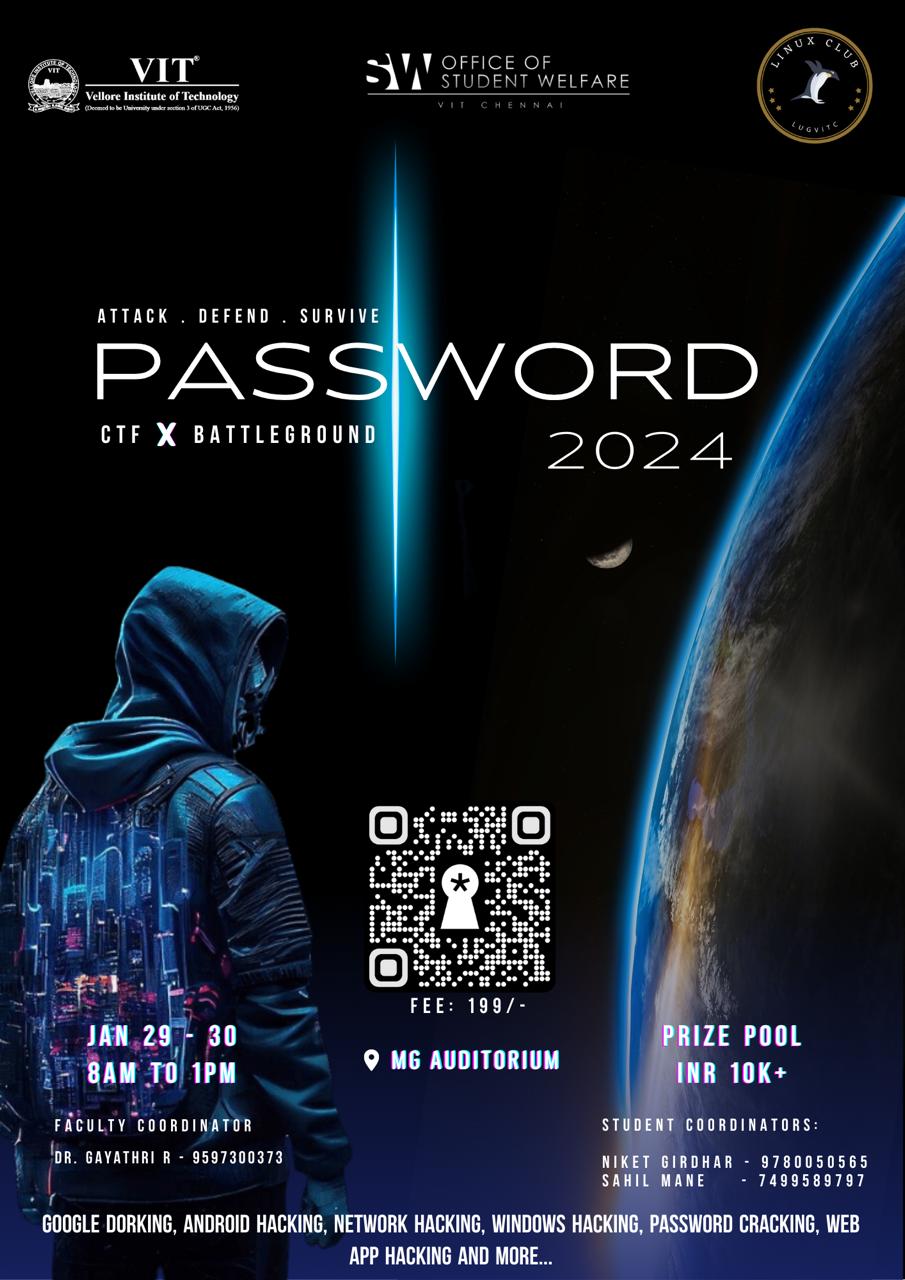 VIT®
Vellore Institute of Technology
(Deemed to be University under section 3 of UGC Act, 1956)
VIT
SW OFFICE OF
STUDENT WELFARE
VIT CHENNAI
LINUX CLUB
LUGVITC
ATTACK . DEFEND . SURVIVE
PASSWORD
CTF X BATTLEGROUND
2024
*
FEE: 199/-
JAN 29 - 30
8AM TO 1PM
MG AUDITORIUM
PRIZE POOL
INR 10K+
FACULTY COORDINATOR
DR. GAYATHRI R - 9597300373
STUDENT COORDINATORS:
NIKET GIRDHAR - 9780050565
SAHIL MANE - 7499589797
GOOGLE DORKING, ANDROID HACKING, NETWORK HACKING, WINDOWS HACKING, PASSWORD CRACKING, WEB
APP HACKING AND MORE...